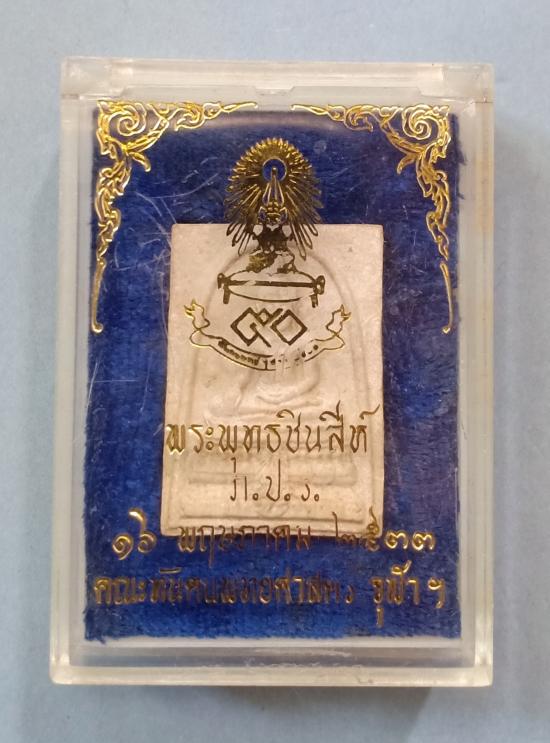 ๙๐
พระพุทธชินสีห์
ภ.ป.ร.
๑๖ พฤษภาคม ๒๕๓๓
คณะทันตแพทยศาสตร์ จุฬาฯ